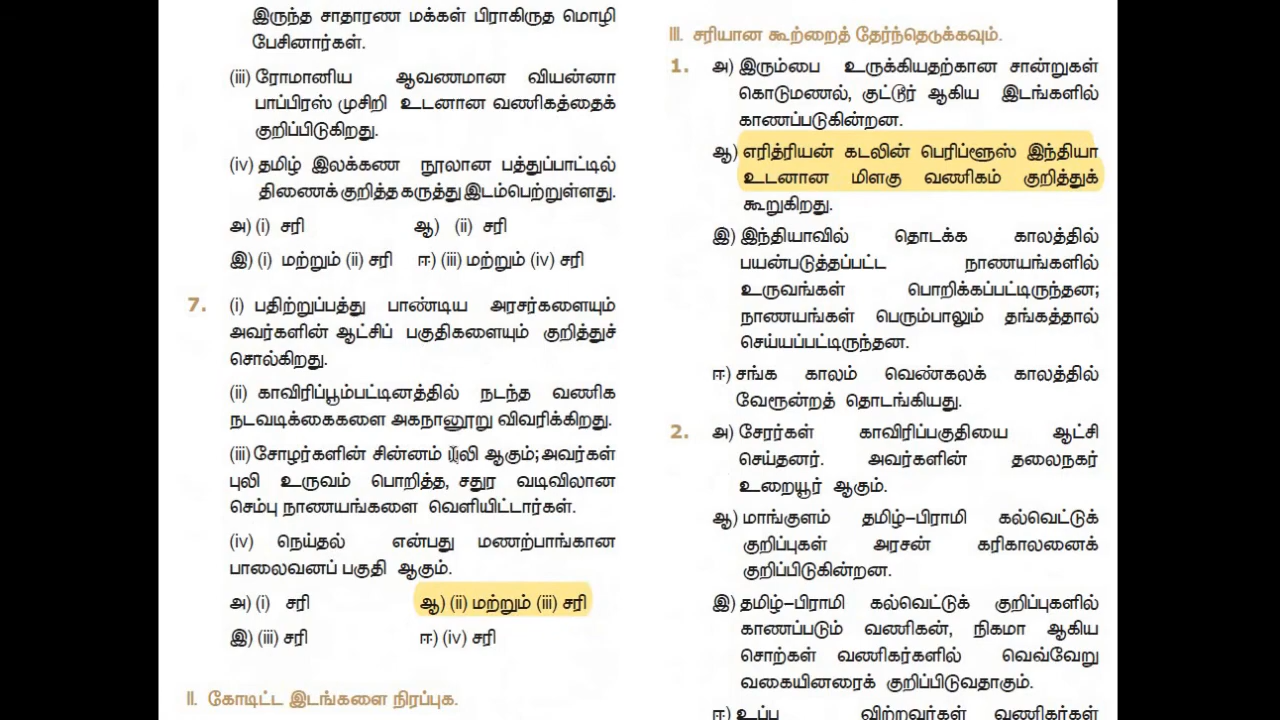 இருந்த சாதாரண மக்கள் பிராகிருத மொழி
பேசினார்கள்.
(iii) ரோமானிய ஆவணமான வியன்னா
பாப்பிரஸ் முசிறி உடனான வணிகத்தைக்
குறிப்பிடுகிறது.
(iv) தமிழ் இலக்கண நூலான பத்துப்பாட்டில்
திணைக் குறித்த கருத்து இடம்பெற்றுள்ளது.
அ) (i) சரி ஆ) (ii) சரி
இ) (i) மற்றும் (ii) சரி ஈ) (iii) மற்றும் (iv) சரி
7. (i) பதிற்றுப்பத்து பாண்டிய அரசர்களையும்
அவர்களின் ஆட்சிப் பகுதிகளையும் குறித்துச்
சொல்கிறது.
(ii) காவிரிப்பூம்பட்டினத்தில் நடந்த வணிக
நடவடிக்கைகளை அகநானூறு விவரிக்கிறது.
(iii) சோழர்களின் சின்னம் புலி ஆகும்; அவர்கள்
புலி உருவம் பொறித்த, சதுர வடிவிலான
செம்பு நாணயங்களை வெளியிட்டார்கள்.
(iv) நெய்தல் என்பது மணற்பாங்கான
பாலைவனப் பகுதி ஆகும்.
அ) (i) சரி ஆ) (ii) மற்றும் (iii) சரி
இ) (iii) சரி ஈ) (iv) சரி
II. கோடிட்ட இடங்களை நிரப்புக.
III. சரியான கூற்றைத் தேர்ந்தெடுக்கவும்.
1. அ) இரும்பை உருக்கியதற்கான சான்றுகள்
கொடுமணல், குட்டூர் ஆகிய இடங்களில்
காணப்படுகின்றன.
ஆ) எரித்ரியன் கடலின் பெரிப்ளூஸ் இந்தியா
உடனான மிளகு வணிகம் குறித்துக்
கூறுகிறது.
இ) இந்தியாவில் தொடக்க காலத்தில்
பயன்படுத்தப்பட்ட நாணயங்களில்
உருவங்கள் பொறிக்கப்பட்டிருந்தன;
நாணயங்கள் பெரும்பாலும் தங்கத்தால்
செய்யப்பட்டிருந்தன.
ஈ) சங்க காலம் வெண்கலக் காலத்தில்
வேரூன்றத் தொடங்கியது.
2. அ) சேரர்கள் காவிரிப்பகுதியை ஆட்சி
செய்தனர். அவர்களின் தலைநகர்
உறையூர் ஆகும்.
ஆ) மாங்குளம் தமிழ்–பிராமி கல்வெட்டுக்
குறிப்புகள் அரசன் கரிகாலனைக்
குறிப்பிடுகின்றன.
இ) தமிழ்–பிராமி கல்வெட்டுக் குறிப்புகளில்
காணப்படும் வணிகன், நிகமா ஆகிய
சொற்கள் வணிகர்களில் வெவ்வேறு
வகையினரைக் குறிப்பிடுவதாகும்.
ஈ) உப்பு விற்றவர்கள் வணிகர்கள்